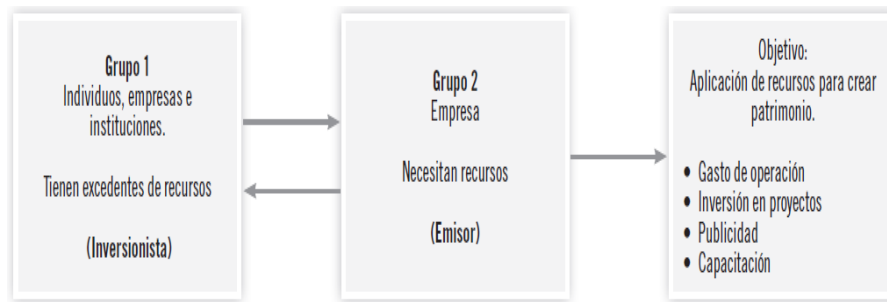 Grupo 1
Individuos, empresas e
instituciones.
Tienen excedentes de recursos
(Inversionista)
Grupo 2
Empresa
Necesitan recursos
(Emisor)
Objetivo:
Aplicación de recursos para crear
patrimonio.
• Gasto de operación
• Inversión en proyectos
• Publicidad
• Capacitación